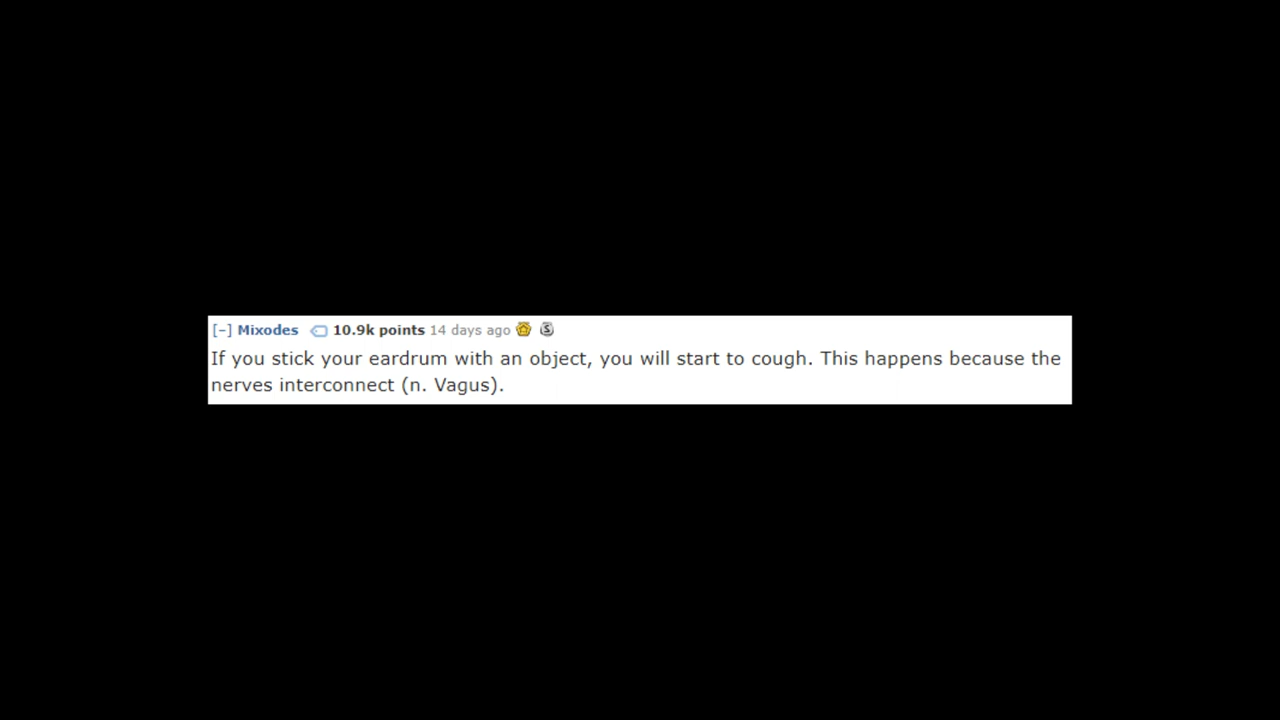 [–] Mixodes 10.9k points 14 days ago
If you stick your eardrum with an object, you will start to cough. This happens because the
nerves interconnect (n. Vagus).